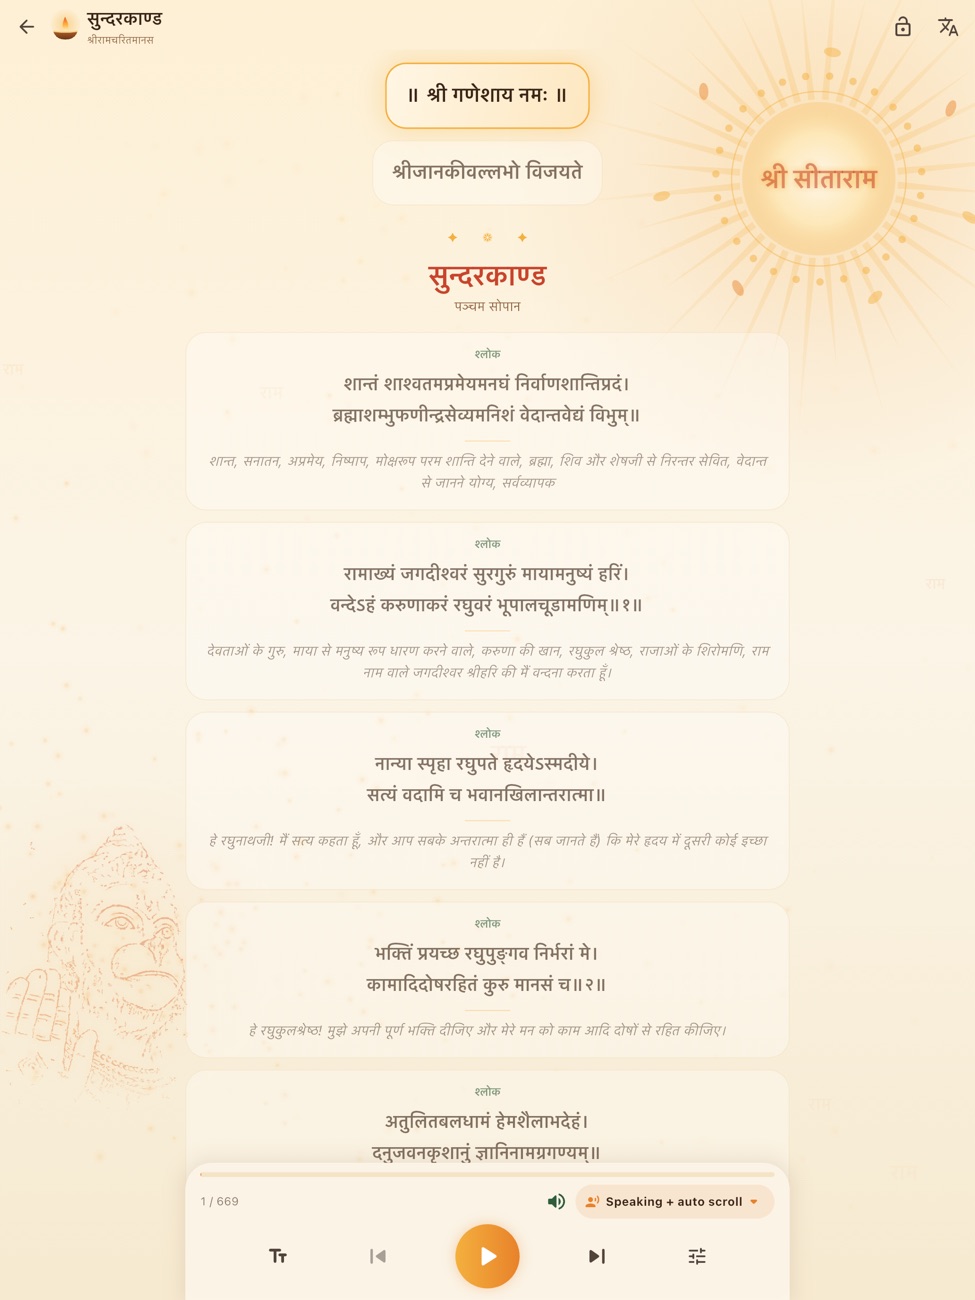 सुन्दरकाण्ड
श्रीरामचरितमानस
॥ श्री गणेशाय नमः ॥
श्रीजानकीवल्लभो विजयते
श्री सीताराम
सुन्दरकाण्ड
पञ्चम सोपान
श्लोक
शान्तं शाश्वतमप्रमेयमनघं निर्वाणशान्तिप्रदं।
ब्रह्माशम्भुफणीन्द्रसेव्यमनिशं वेदान्तवेद्यं विभुम्॥
शान्त, सनातन, अप्रमेय, निष्पाप, मोक्षरूप परम शान्ति देने वाले, ब्रह्मा, शिव और शेषजी से निरन्तर सेवित, वेदान्त
से जानने योग्य, सर्वव्यापक
श्लोक
रामाख्यं जगदीश्वरं सुरगुरुं मायामनुष्यं हरिं।
वन्देऽहं करुणाकरं रघुवरं भूपालचूडामणिम्॥१॥
देवताओं के गुरु, माया से मनुष्य रूप धारण करने वाले, करुणा की खान, रघुकुल श्रेष्ठ, राजाओं के शिरोमणि, राम
नाम वाले जगदीश्वर श्रीहरि की मैं वन्दना करता हूँ।
श्लोक
नान्या स्पृहा रघुपते हृदयेऽस्मदीये।
सत्यं वदामि च भवानखिलान्तरात्मा॥
हे रघुनाथजी! मैं सत्य कहता हूँ, और आप सबके अन्तरात्मा ही हैं (सब जानते हैं) कि मेरे हृदय में दूसरी कोई इच्छा
नहीं है।
श्लोक
भक्तिं प्रयच्छ रघुपुङ्गव निर्भरां मे।
कामादिदोषरहितं कुरु मानसं च॥२॥
हे रघुकुलश्रेष्ठ! मुझे अपनी पूर्ण भक्ति दीजिए और मेरे मन को काम आदि दोषों से रहित कीजिए।
श्लोक
अतुलितबलधामं हेमशैलाभदेहं।
दनुजवनकृशानुं ज्ञानिनामग्रगण्यम्॥
राम
राम
राम
राम
राम
राम
1 / 669
Speaking + auto scroll
Tт